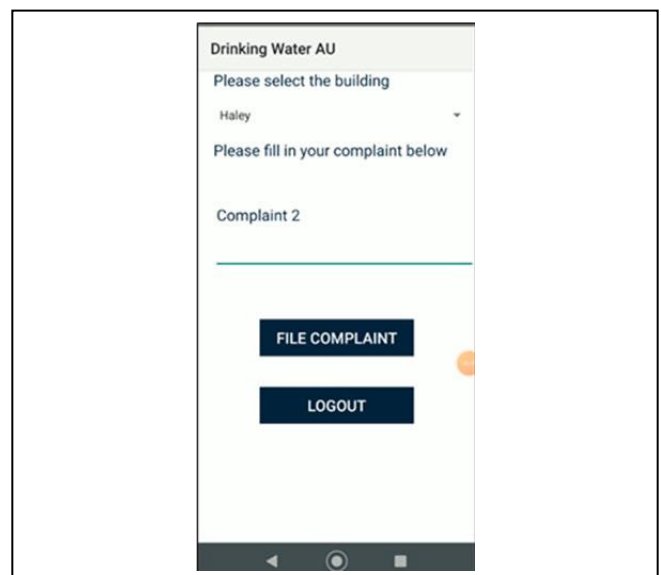 Drinking Water AU
Please select the building
Haley
Please fill in your complaint below
Complaint 2
FILE COMPLAINT
LOGOUT